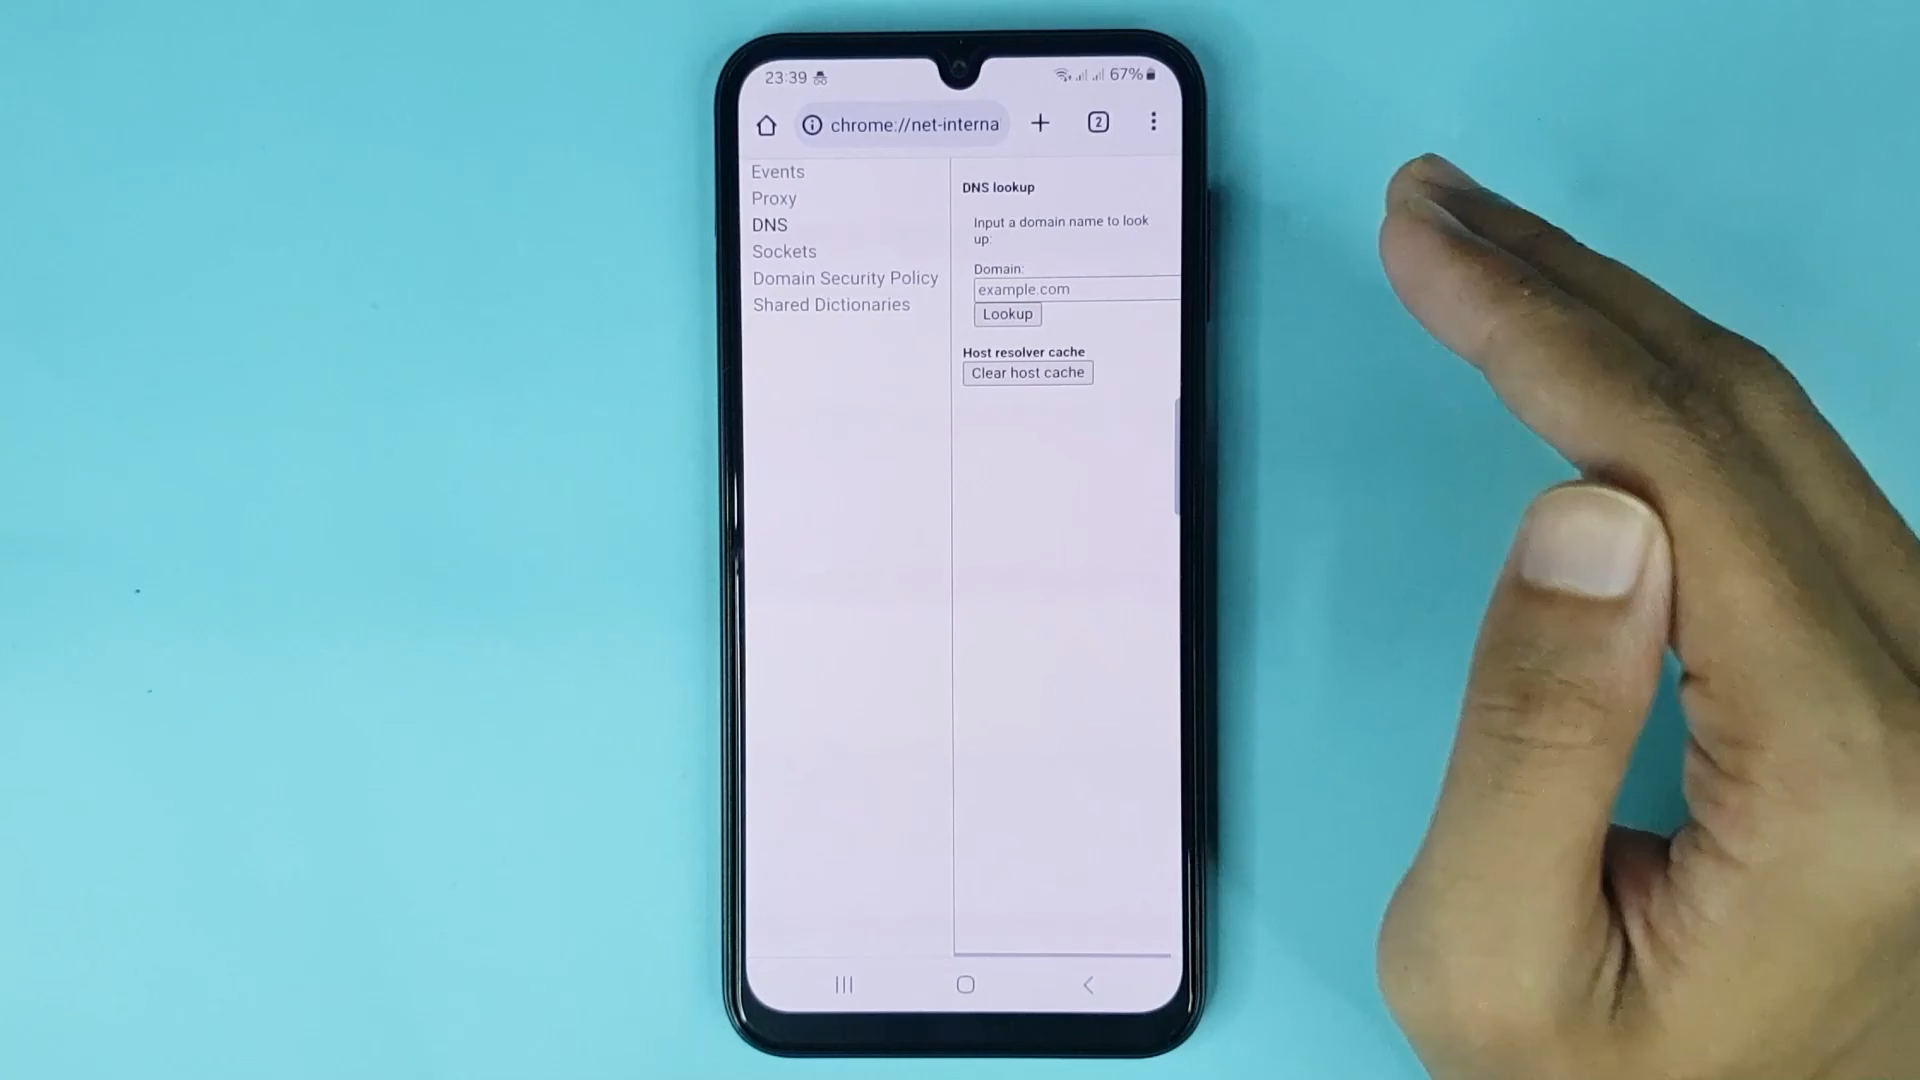 23:39
67%
chrome://net-interna
2
Events
Proxy
DNS
Sockets
Domain Security Policy
Shared Dictionaries
DNS lookup
Input a domain name to look
up:
Domain:
example.com
Lookup
Host resolver cache
Clear host cache